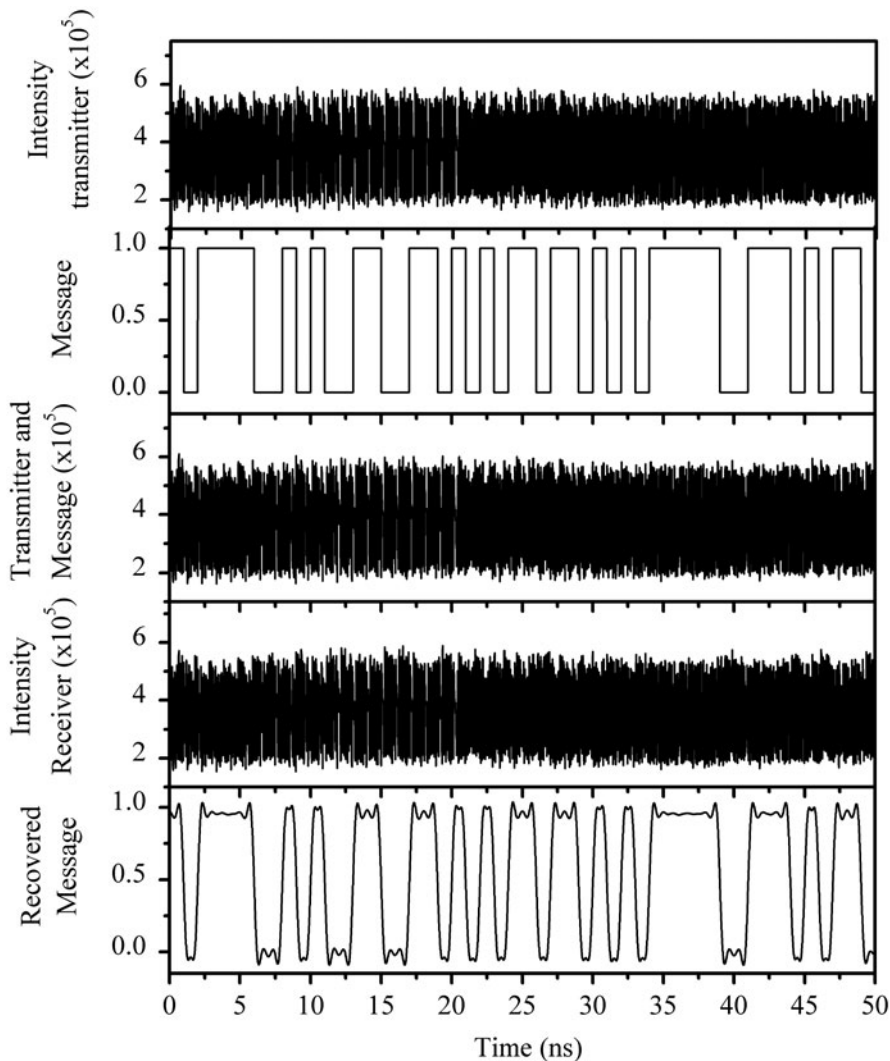 Intensity
transmitter (x10⁵)
6
4
2
Message
1.0
0.5
0.0
Transmitter and
Message (x10⁵)
6
4
2
Intensity
Receiver (x10⁵)
6
4
2
Recovered
Message
1.0
0.5
0.0
0 5 10 15 20 25 30 35 40 45 50
Time (ns)